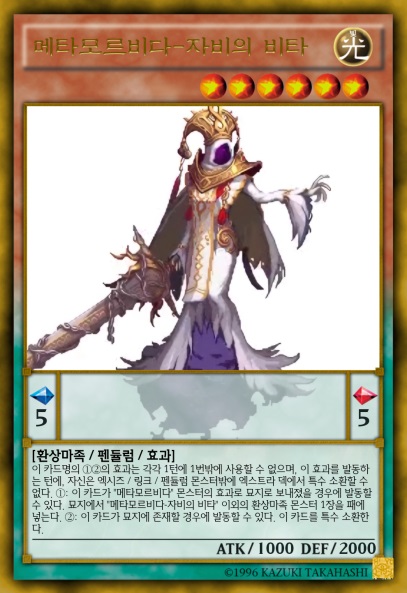 메타모르비다-자비의 비타
光
5
5
[환상마족 / 펜듈럼 / 효과]
이 카드명의 ①②의 효과는 각각 1턴에 1번밖에 사용할 수 없으며, 이 효과를 발동하
는 턴에, 자신은 엑시즈 / 링크 / 펜듈럼 몬스터밖에 엑스트라 덱에서 특수 소환할 수
없다. ①: 이 카드가 "메타모르비다" 몬스터의 효과로 묘지로 보내졌을 경우에 발동할
수 있다. 묘지에서 "메타모르비다-자비의 비타" 이외의 환상마족 몬스터 1장을 패에
넣는다. ②: 이 카드가 묘지에 존재할 경우에 발동할 수 있다. 이 카드를 특수 소환한
다.
ATK / 1000 DEF / 2000
©1996 KAZUKI TAKAHASHI